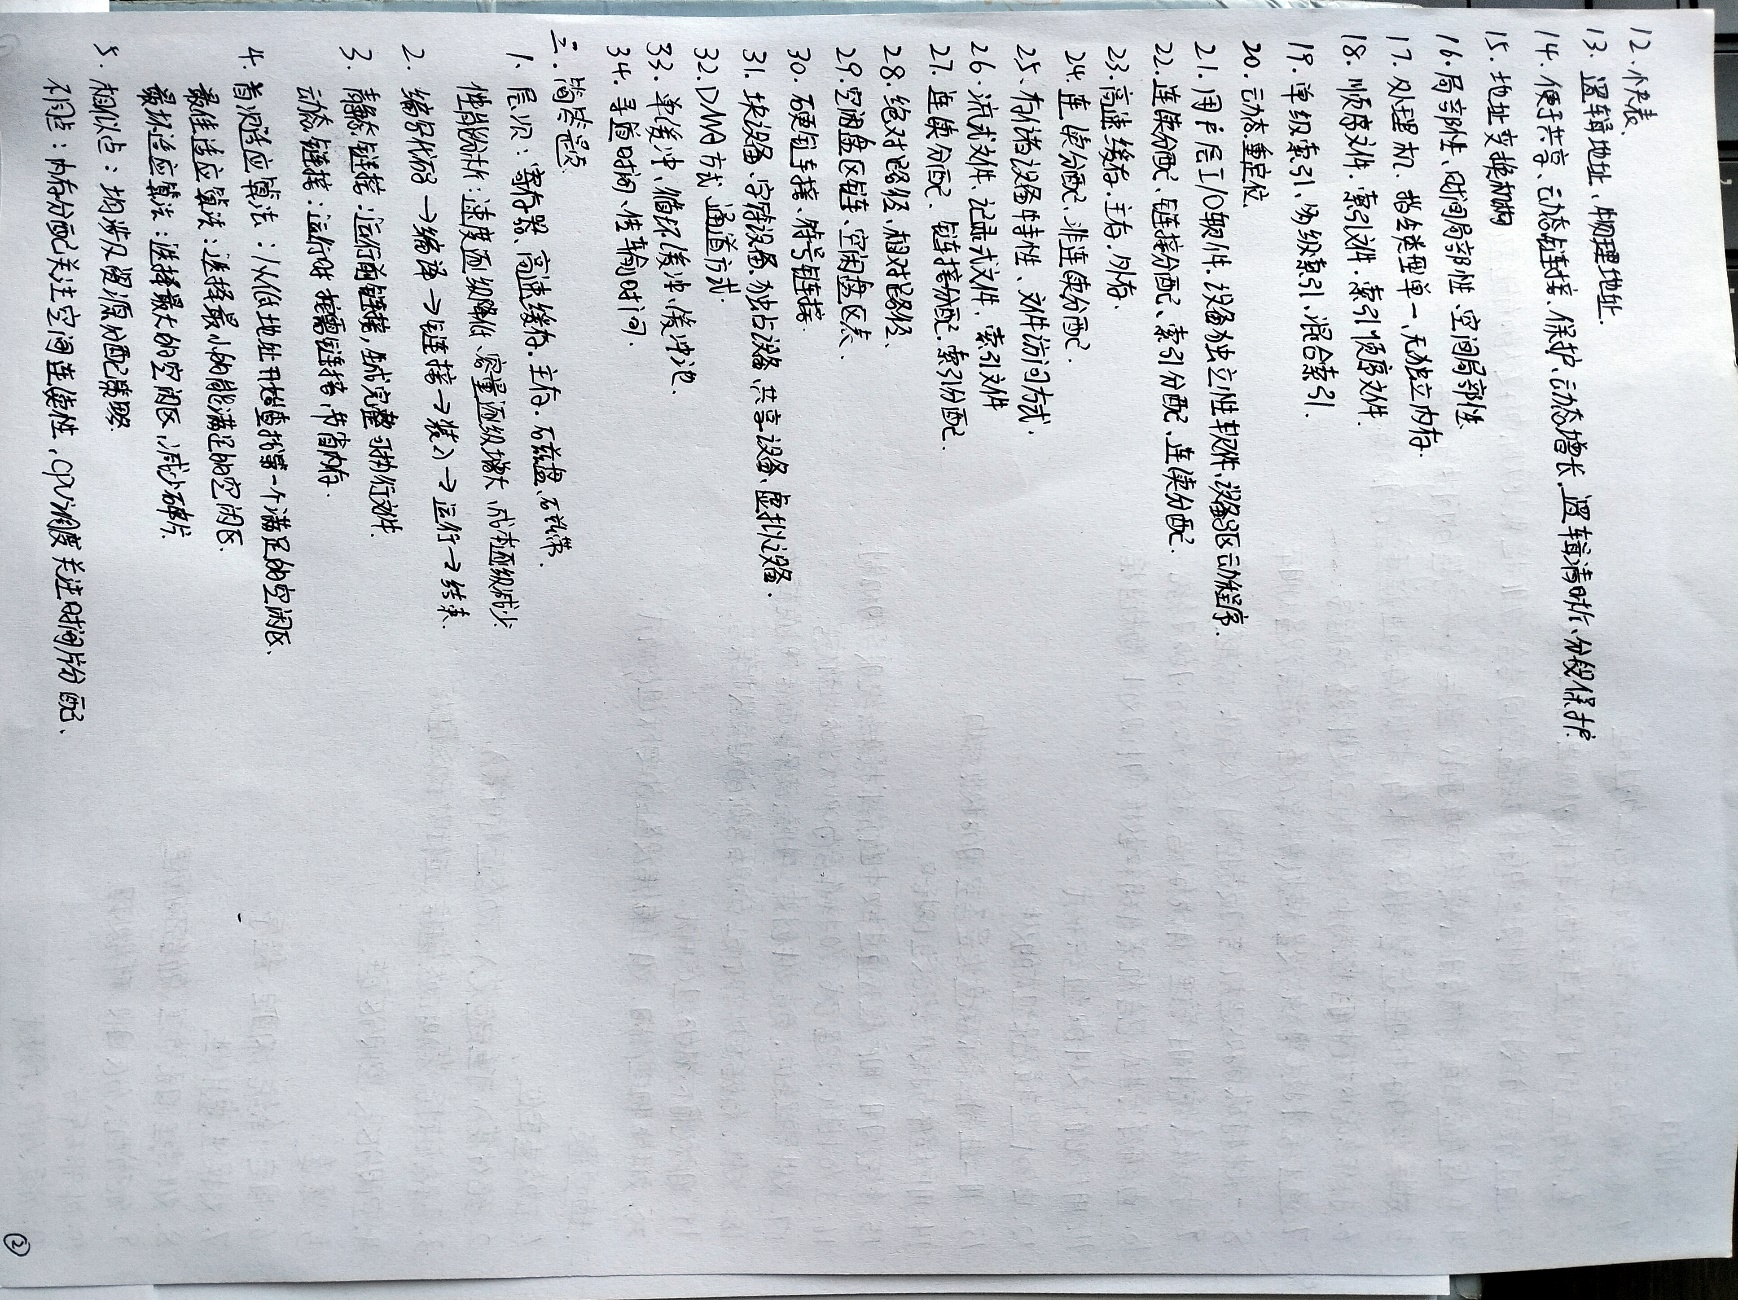 12. 快表
13. 逻辑地址、物理地址.
14. 便于共享、动态链接、保护、动态增长、逻辑清晰、分段保护
15. 地址变换机构
16. 局部性、时间局部性、空间局部性
17. 处理机、指令类型单一、无独立内存.
18. 顺序文件、索引文件、索引顺序文件.
19. 单级索引、多级索引、混合索引.
20. 动态重定位
21. 用户层I/O软件、设备独立性软件、设备驱动程序.
22. 连续分配、链接分配、索引分配、连续分配.
23. 高速缓存、主存、外存.
24. 连续分配、非连续分配.
25. 存储设备特性、文件访问方式.
26. 流式文件、记录式文件、索引文件
27. 连续分配、链接分配、索引分配.
28. 绝对路径、相对路径、
29. 空闲盘区链、空闲盘区表.
30. 硬链接、符号链接.
31. 块设备、字符设备、独占设备、共享设备、虚拟设备.
32. DMA方式、通道方式.
33. 单缓冲、循环缓冲、缓冲池.
34. 寻道时间、传输时间.
三. 简答题
1. 层次：寄存器、高速缓存、主存、磁盘、磁带.
性能价格：速度逐级降低、容量逐级增大、成本逐级减少
2. 编写代码→编译→链接→装入→运行→结束.
3. 静态链接：运行前链接，生成完整可执行文件.
动态链接：运行时按需链接，节省内存.
4. 首次适应算法：从低地址开始查找第一个满足的空闲区.
最佳适应算法：选择最小的能满足的空闲区.
最坏适应算法：选择最大的空闲区，减少碎片.
5. 相似点：均涉及资源分配策略
不同点：内存分配关注空间连续性、CPU调度关注时间片分配、
②